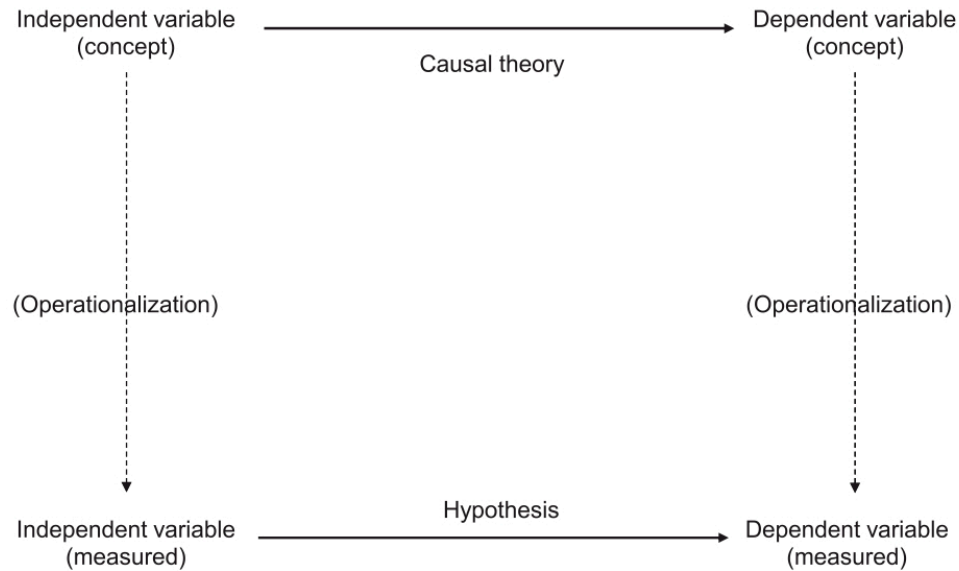 Independent variable
(concept)
Causal theory
Dependent variable
(concept)
(Operationalization)
(Operationalization)
Independent variable
(measured)
Hypothesis
Dependent variable
(measured)